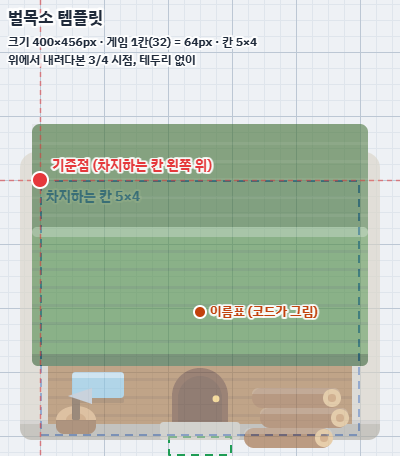 벌목소 템플릿
크기 400×456px · 게임 1칸(32) = 64px · 칸 5×4
위에서 내려다본 3/4 시점, 테두리 없이
기준점 (차지하는 칸 왼쪽 위)
차지하는 칸 5×4
이름표 (코드가 그림)